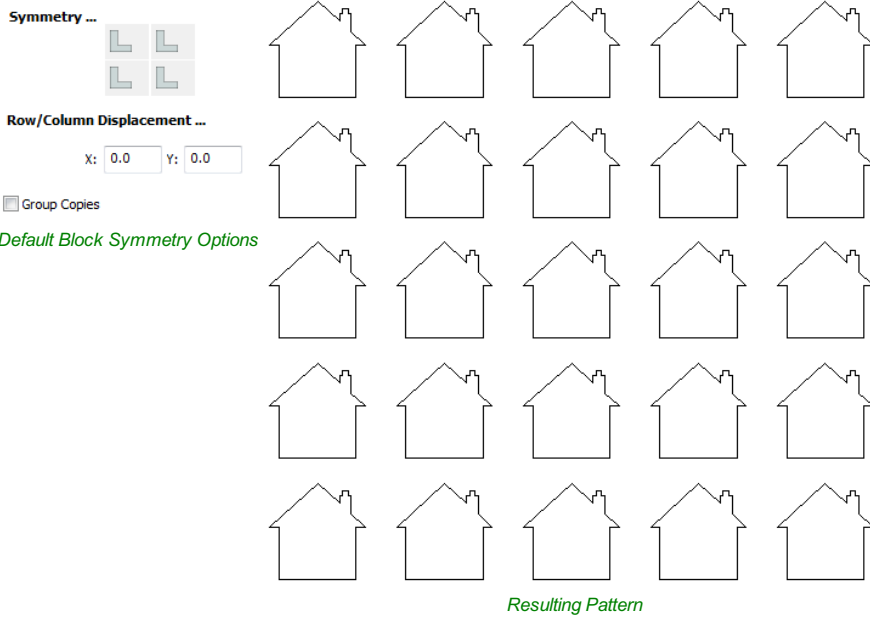 Symmetry ...
Row/Column Displacement ...
X: 0.0 Y: 0.0
Group Copies
Default Block Symmetry Options
Resulting Pattern